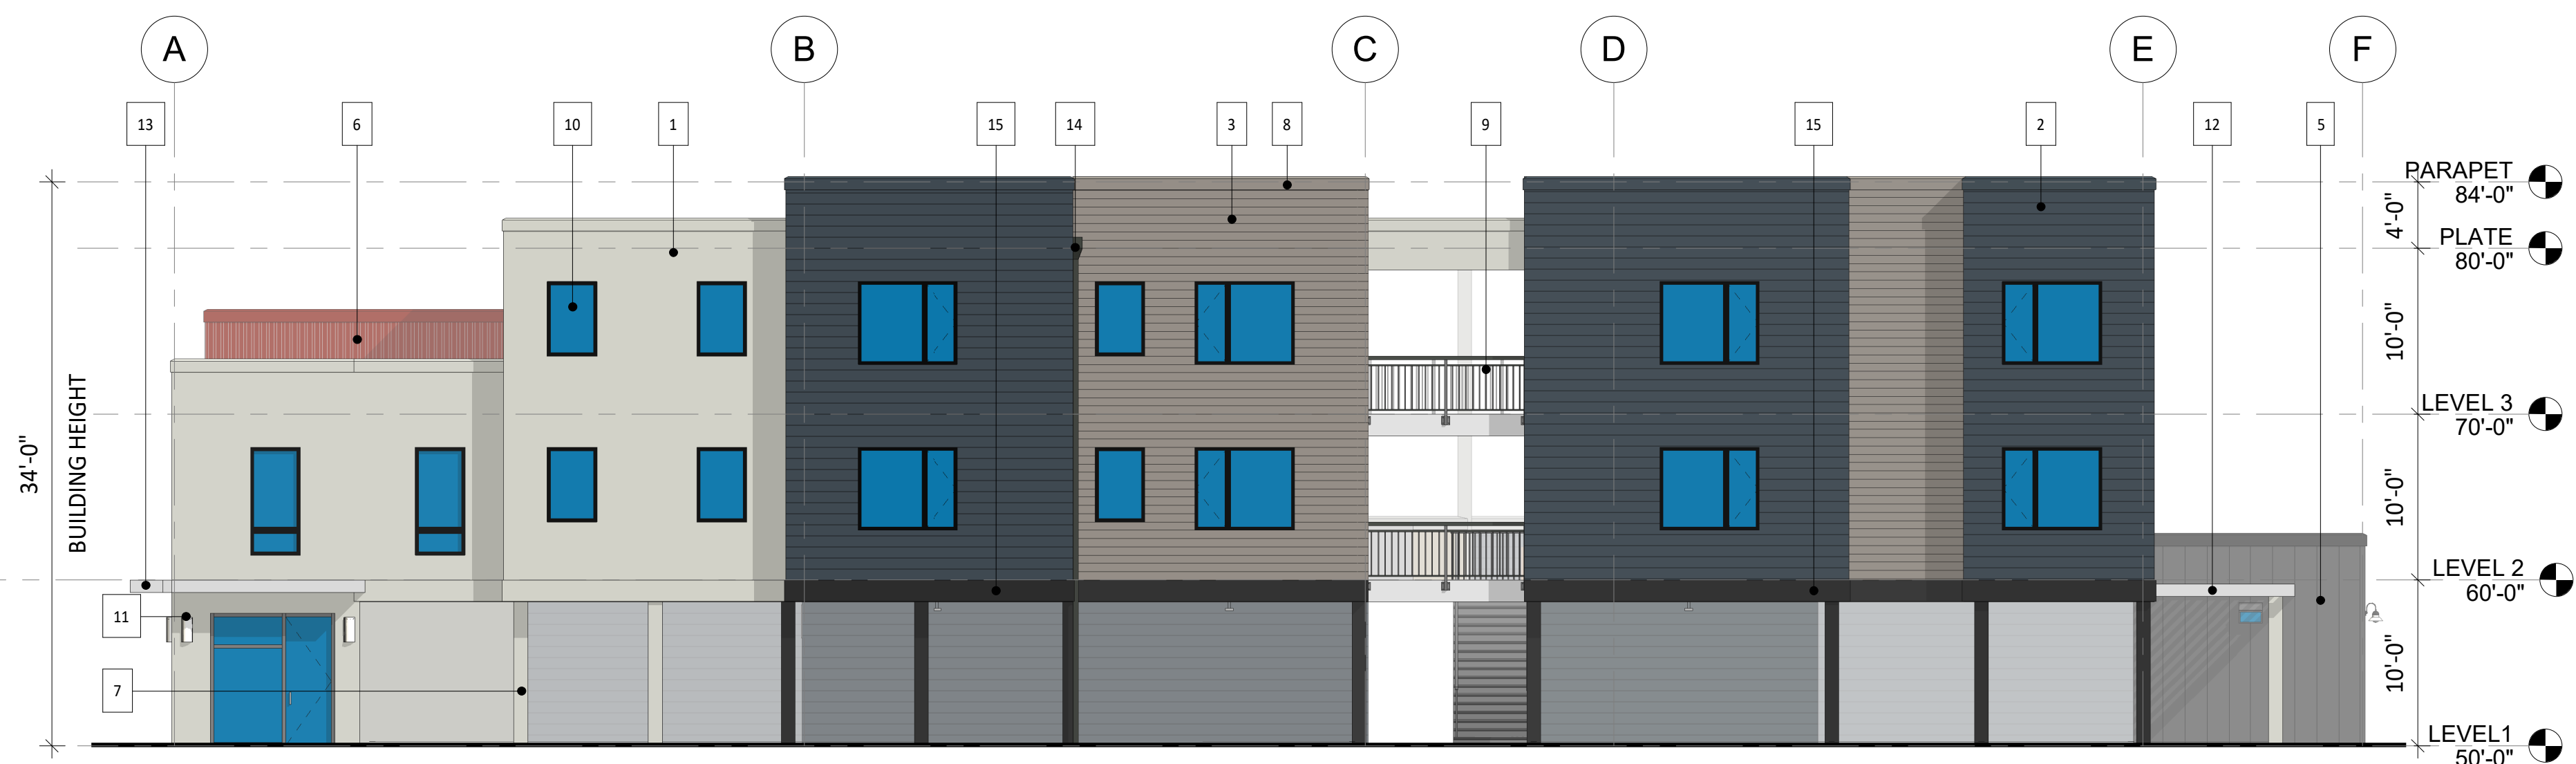 A
B
C
D
E
F
13
6
10
1
15
14
3
8
9
15
2
12
5
PARAPET
84'-0"
4'-0"
PLATE
80'-0"
10'-0"
LEVEL 3
70'-0"
10'-0"
LEVEL 2
60'-0"
10'-0"
LEVEL1
50'-0"
34'-0"
BUILDING HEIGHT
11
7